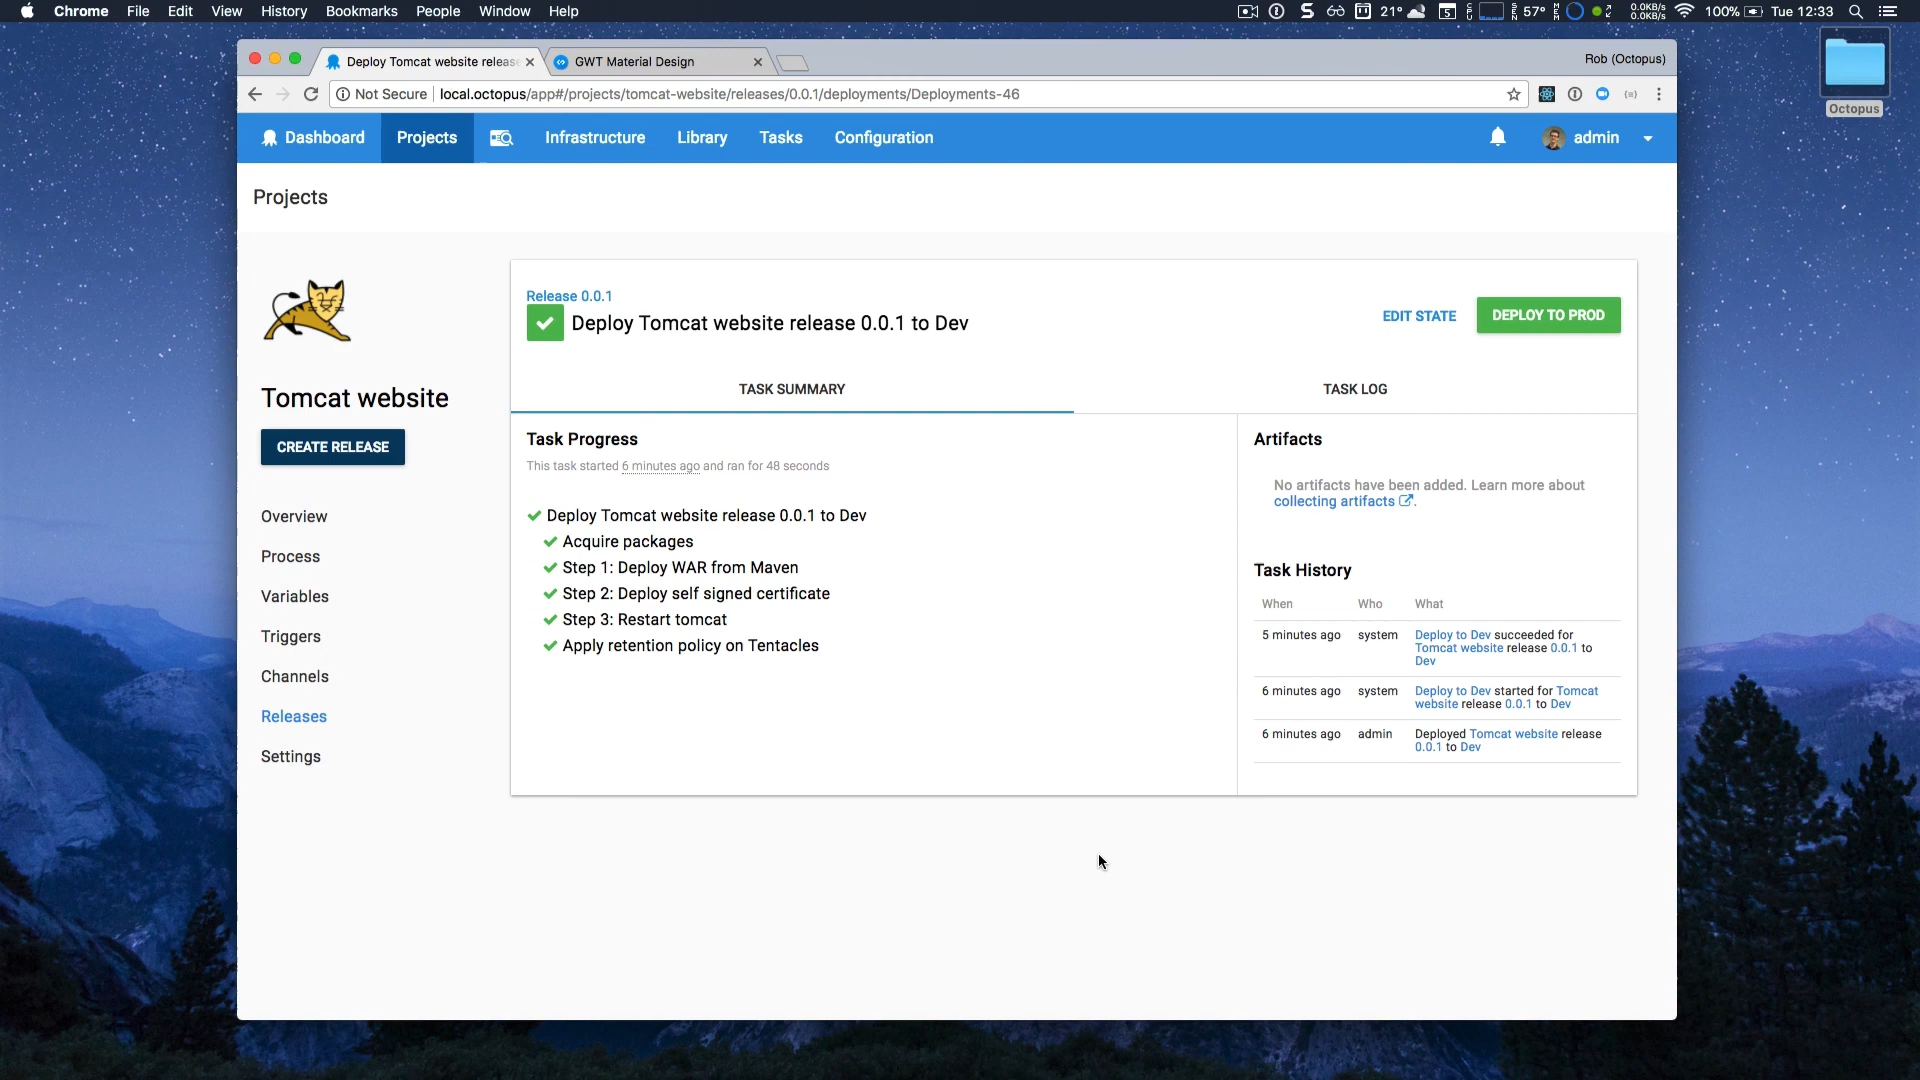 Chrome File Edit View History Bookmarks People Window Help
21° 5 57° 0.0KB/s 0.0KB/s 100% Tue 12:33
Octopus
Deploy Tomcat website releas
GWT Material Design
Rob (Octopus)
Not Secure local.octopus/app#/projects/tomcat-website/releases/0.0.1/deployments/Deployments-46
Dashboard Projects Infrastructure Library Tasks Configuration admin
Projects
Tomcat website
CREATE RELEASE
Overview
Process
Variables
Triggers
Channels
Releases
Settings
Release 0.0.1
Deploy Tomcat website release 0.0.1 to Dev
EDIT STATE
DEPLOY TO PROD
TASK SUMMARY
TASK LOG
Task Progress
This task started 6 minutes ago and ran for 48 seconds
Deploy Tomcat website release 0.0.1 to Dev
Acquire packages
Step 1: Deploy WAR from Maven
Step 2: Deploy self signed certificate
Step 3: Restart tomcat
Apply retention policy on Tentacles
Artifacts
No artifacts have been added. Learn more about
collecting artifacts .
Task History
When Who What
5 minutes ago system Deploy to Dev succeeded for
Tomcat website release 0.0.1 to
Dev
6 minutes ago system Deploy to Dev started for Tomcat
website release 0.0.1 to Dev
6 minutes ago admin Deployed Tomcat website release
0.0.1 to Dev